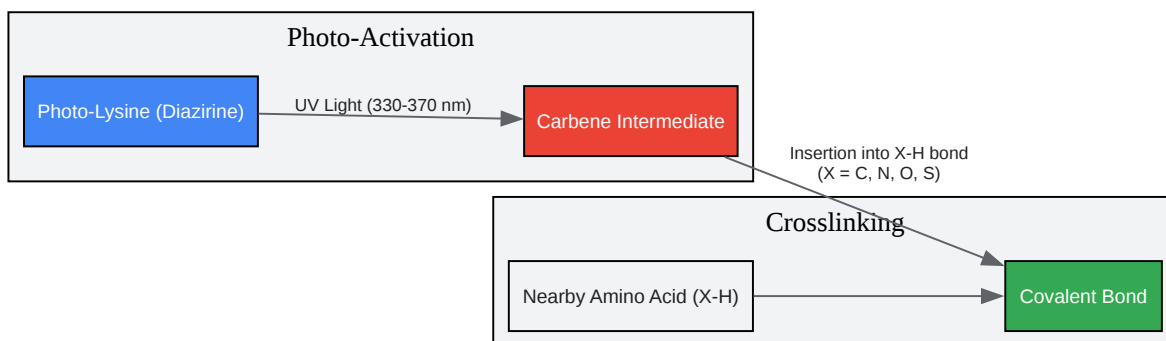 Photo-Activation
Photo-Lysine (Diazirine)
UV Light (330-370 nm)
Carbene Intermediate
Insertion into X-H bond
(X = C, N, O, S)
Crosslinking
Nearby Amino Acid (X-H)
Covalent Bond